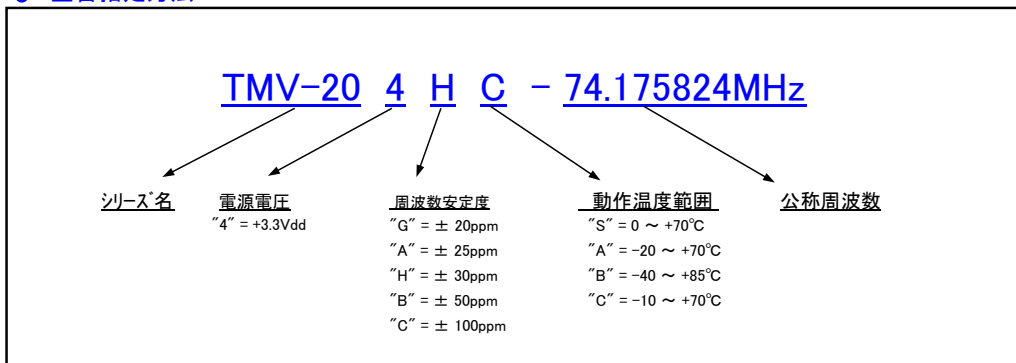 TMV-20 4 H C - 74.175824MHz
シリーズ名
電源電圧
"4" = +3.3Vdd
周波数安定度
"G" = ± 20ppm
"A" = ± 25ppm
"H" = ± 30ppm
"B" = ± 50ppm
"C" = ± 100ppm
動作温度範囲
"S" = 0 ～ +70℃
"A" = -20 ～ +70℃
"B" = -40 ～ +85℃
"C" = -10 ～ +70℃
公称周波数